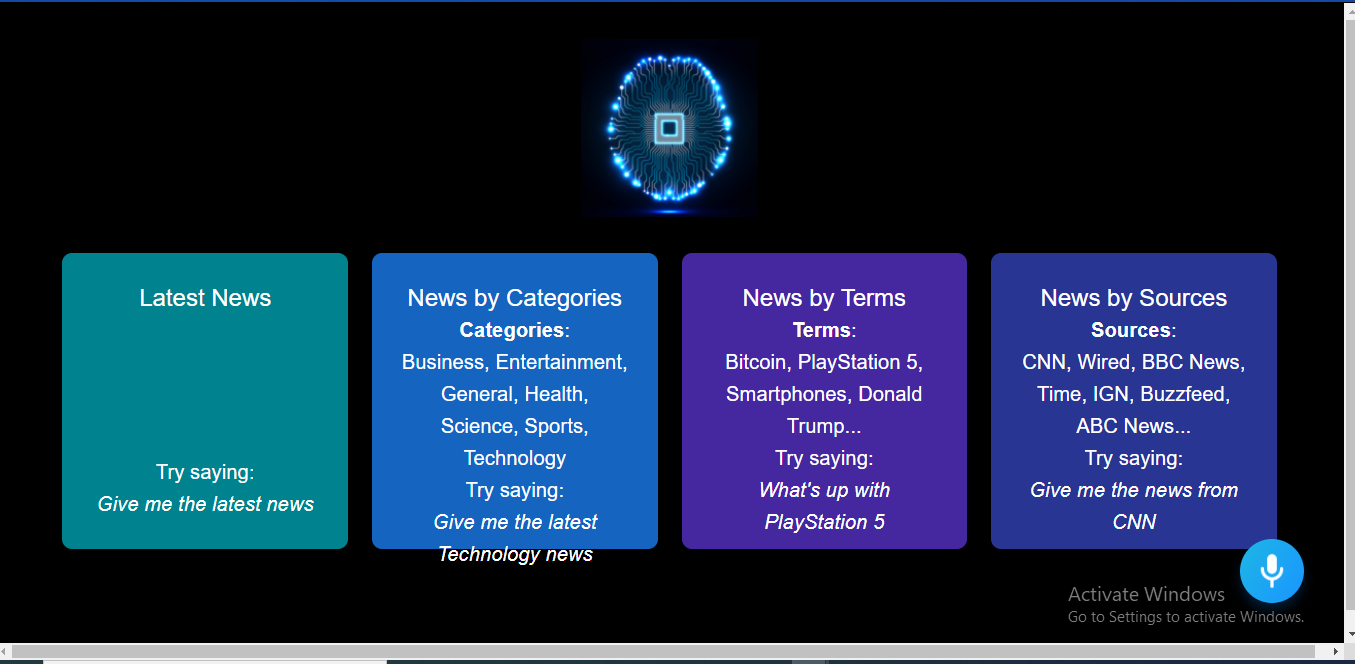 Latest News
Try saying:
Give me the latest news
News by Categories
Categories:
Business, Entertainment,
General, Health,
Science, Sports,
Technology
Try saying:
Give me the latest
Technology news
News by Terms
Terms:
Bitcoin, PlayStation 5,
Smartphones, Donald
Trump...
Try saying:
What's up with
PlayStation 5
News by Sources
Sources:
CNN, Wired, BBC News,
Time, IGN, Buzzfeed,
ABC News...
Try saying:
Give me the news from
CNN
Activate Windows
Go to Settings to activate Windows.